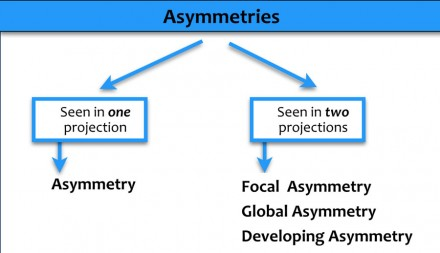 Asymmetries
Seen in one
projection
Seen in two
projections
Asymmetry
Focal Asymmetry
Global Asymmetry
Developing Asymmetry